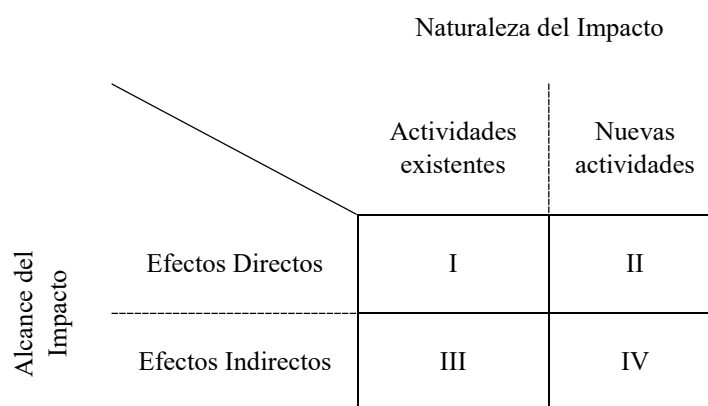 Naturaleza del Impacto
Actividades
existentes
Nuevas
actividades
Alcance del
Impacto
Efectos Directos
I
II
Efectos Indirectos
III
IV